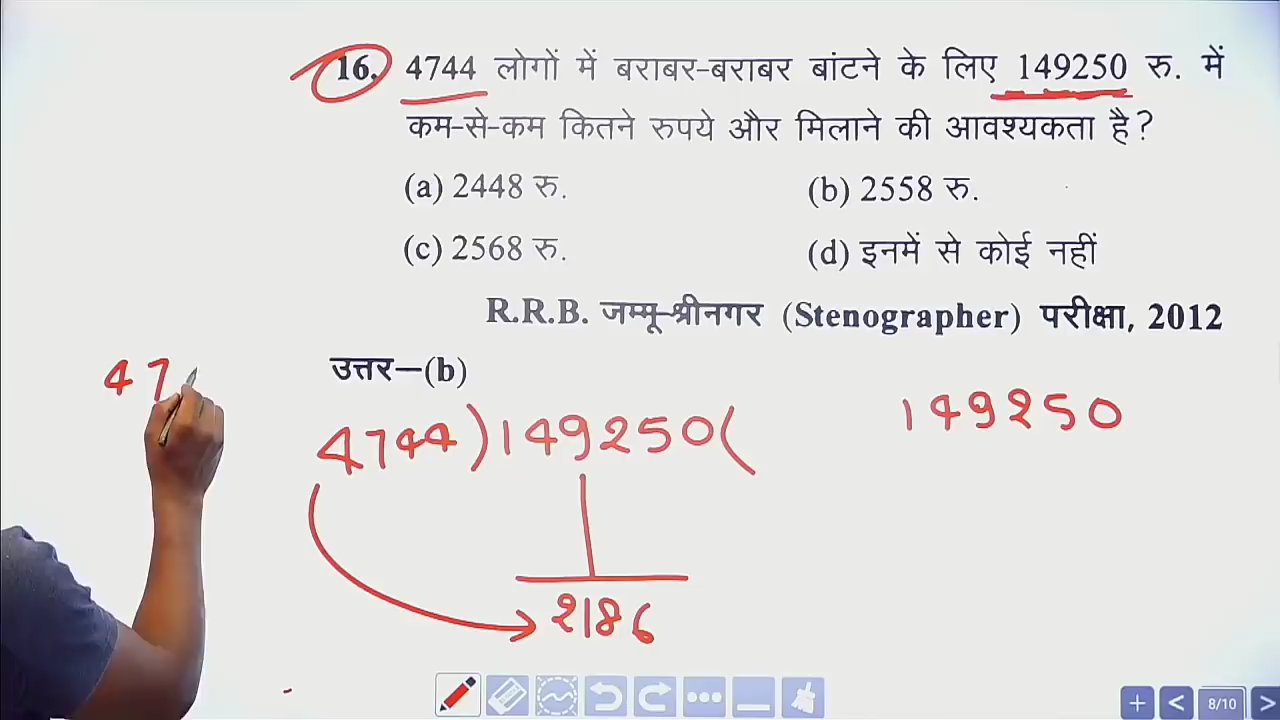 16. 4744 लोगों में बराबर-बराबर बांटने के लिए 149250 रु. में
कम-से-कम कितने रुपये और मिलाने की आवश्यकता है?
(a) 2448 रु. (b) 2558 रु.
(c) 2568 रु. (d) इनमें से कोई नहीं
R.R.B. जम्मू-श्रीनगर (Stenographer) परीक्षा, 2012
उत्तर—(b)
47
4744)149250(
149250
2186
8/10